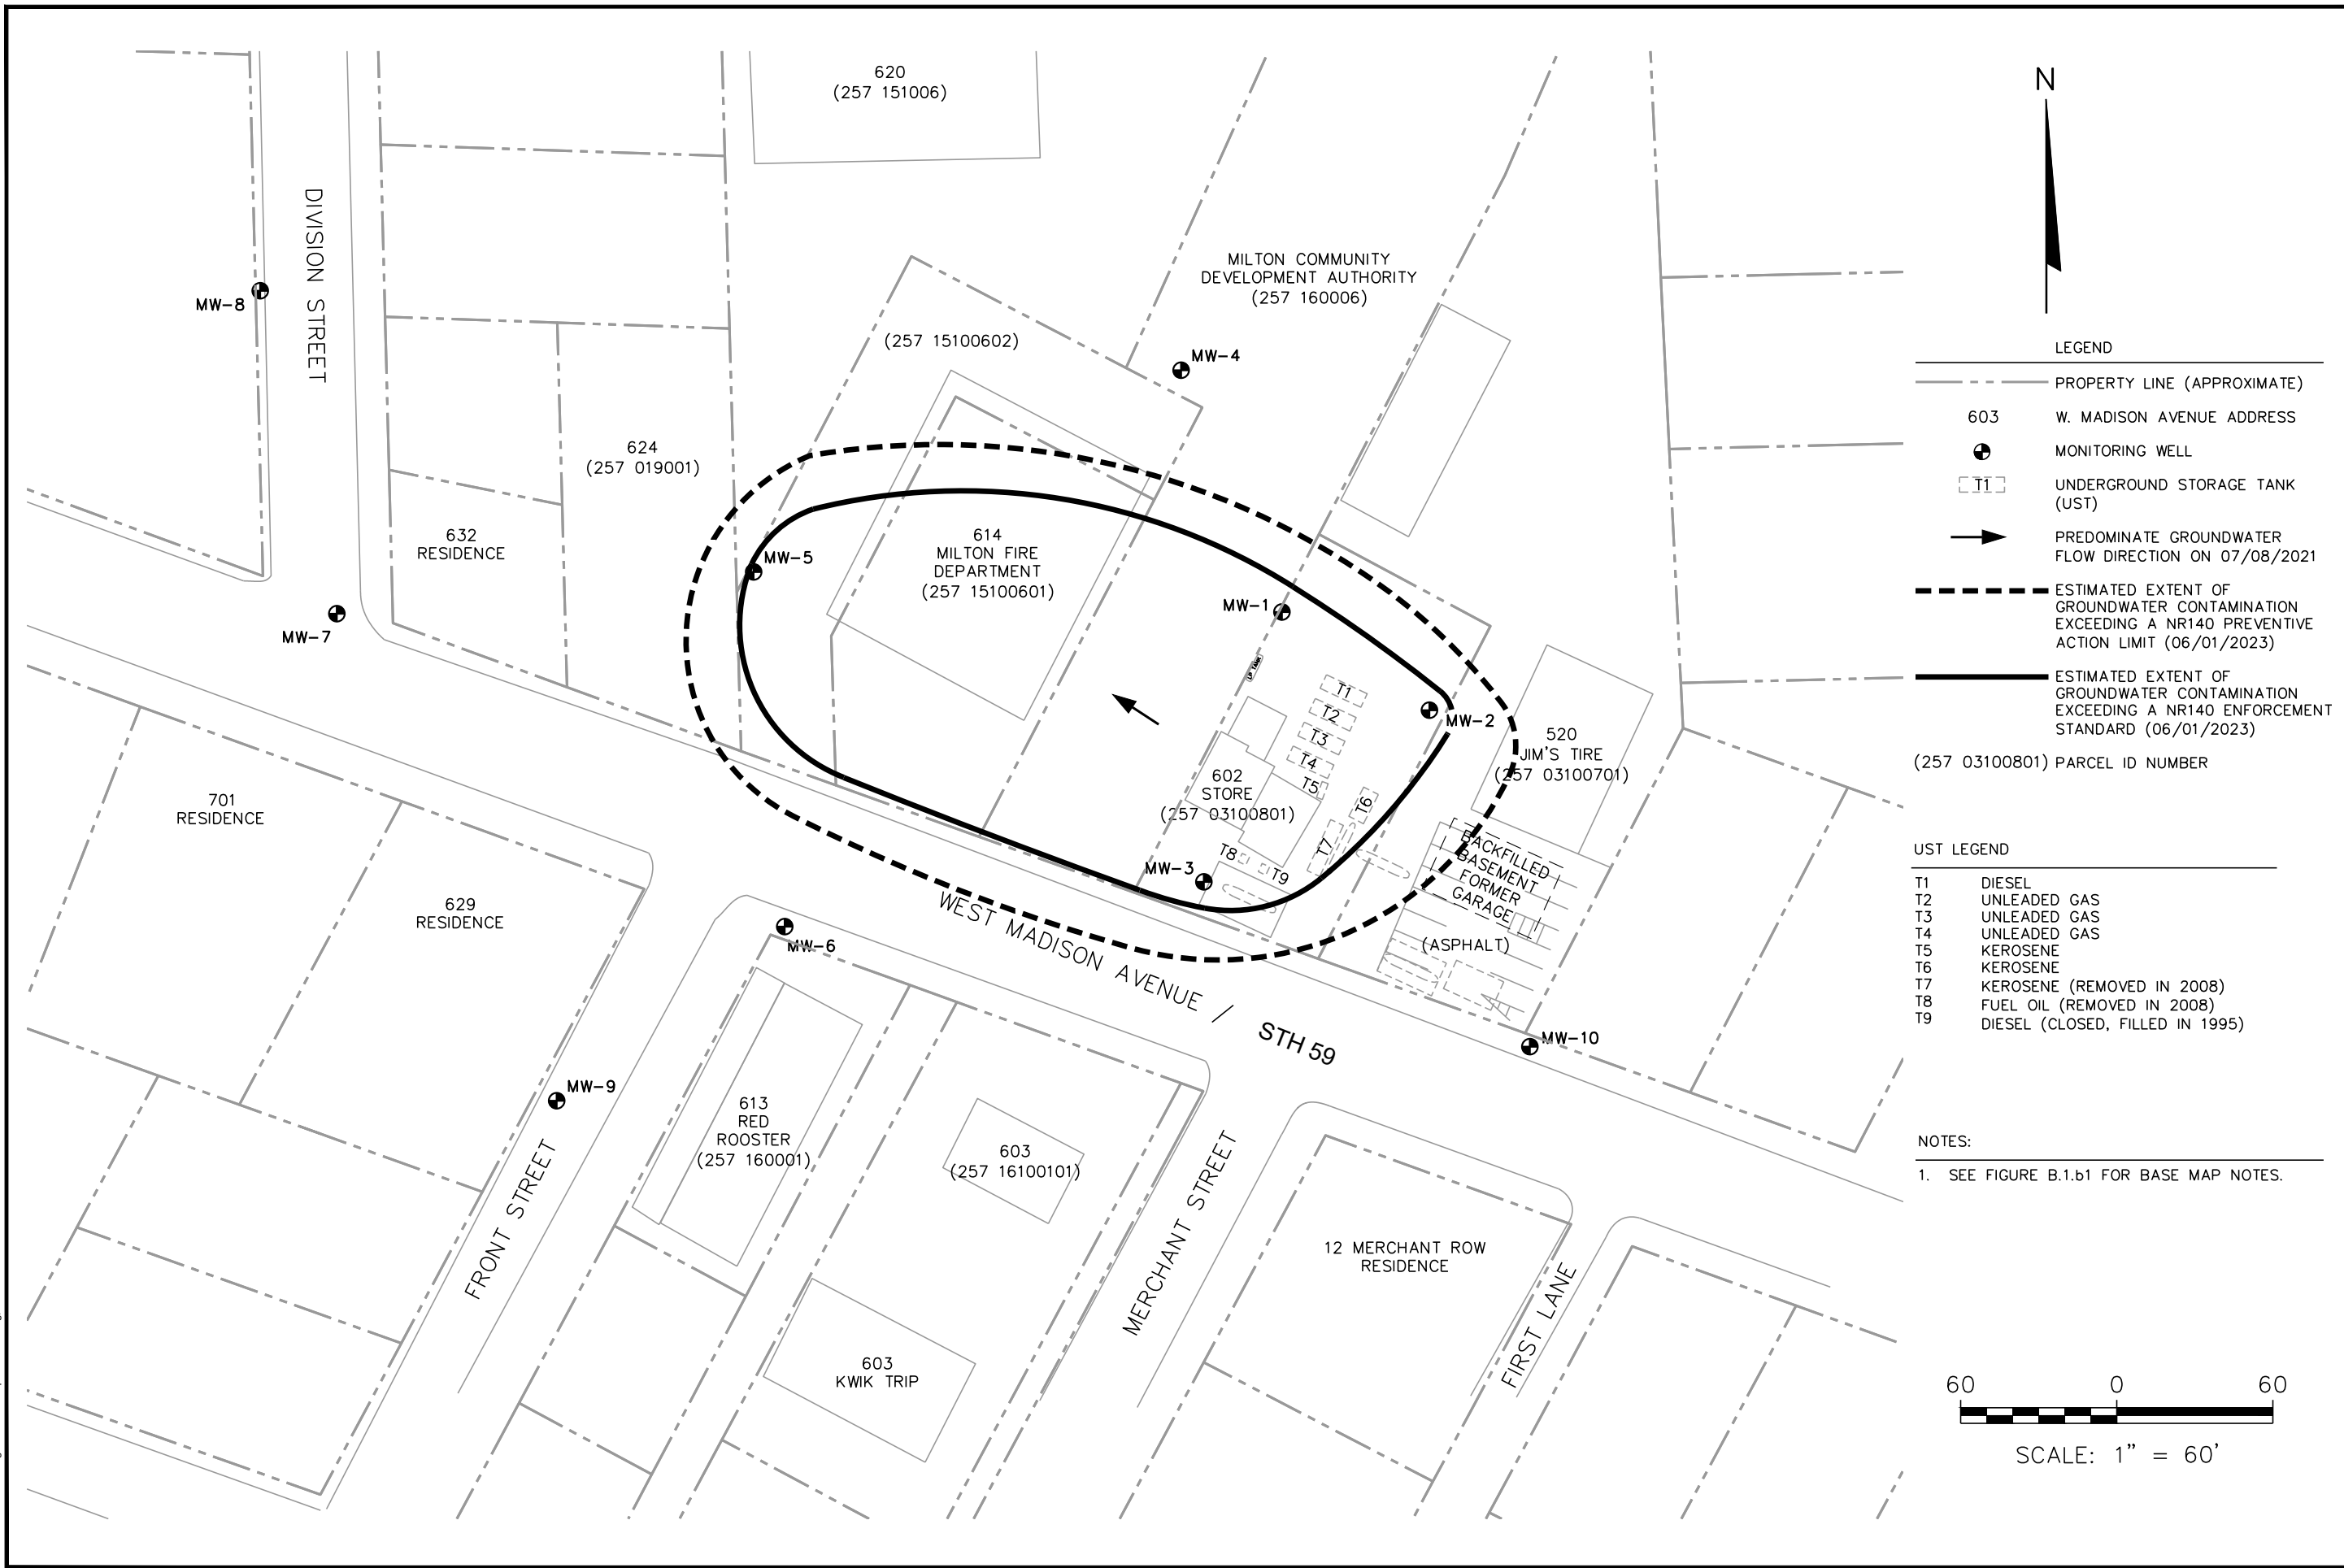 620
(257 151006)
DIVISION STREET
MW-8
MILTON COMMUNITY
DEVELOPMENT AUTHORITY
(257 160006)
(257 15100602)
MW-4
624
(257 019001)
632
RESIDENCE
MW-7
MW-5
614
MILTON FIRE
DEPARTMENT
(257 15100601)
MW-1
LP TANK
T1
T2
T3
T4
T5
T6
T7
T8
T9
MW-2
520
JIM'S TIRE
(257 03100701)
602
STORE
(257 03100801)
MW-3
BACKFILLED
BASEMENT
FORMER
GARAGE
(ASPHALT)
701
RESIDENCE
629
RESIDENCE
MW-6
WEST MADISON AVENUE / STH 59
MW-10
MW-9
FRONT STREET
613
RED
ROOSTER
(257 160001)
603
(257 16100101)
MERCHANT STREET
603
KWIK TRIP
12 MERCHANT ROW
RESIDENCE
FIRST LANE
N
LEGEND
PROPERTY LINE (APPROXIMATE)
603 W. MADISON AVENUE ADDRESS
MONITORING WELL
T1 UNDERGROUND STORAGE TANK
(UST)
PREDOMINATE GROUNDWATER
FLOW DIRECTION ON 07/08/2021
ESTIMATED EXTENT OF
GROUNDWATER CONTAMINATION
EXCEEDING A NR140 PREVENTIVE
ACTION LIMIT (06/01/2023)
ESTIMATED EXTENT OF
GROUNDWATER CONTAMINATION
EXCEEDING A NR140 ENFORCEMENT
STANDARD (06/01/2023)
(257 03100801) PARCEL ID NUMBER
UST LEGEND
T1 DIESEL
T2 UNLEADED GAS
T3 UNLEADED GAS
T4 UNLEADED GAS
T5 KEROSENE
T6 KEROSENE
T7 KEROSENE (REMOVED IN 2008)
T8 FUEL OIL (REMOVED IN 2008)
T9 DIESEL (CLOSED, FILLED IN 1995)
NOTES:
1. SEE FIGURE B.1.b1 FOR BASE MAP NOTES.
60 0 60
SCALE: 1" = 60'